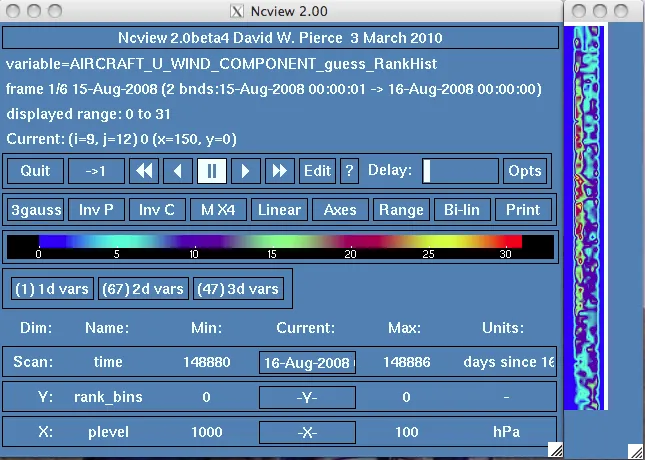 Ncview 2.00
Ncview 2.0beta4 David W. Pierce 3 March 2010
variable=AIRCRAFT_U_WIND_COMPONENT_guess_RankHist
frame 1/6 15-Aug-2008 (2 bnds:15-Aug-2008 00:00:01 -> 16-Aug-2008 00:00:00)
displayed range: 0 to 31
Current: (i=9, j=12) 0 (x=150, y=0)
Quit ->1 Edit ? Delay: Opts
3gauss Inv P Inv C M X4 Linear Axes Range Bi-lin Print
0 5 10 15 20 25 30
(1) 1d vars (67) 2d vars (47) 3d vars
Dim: Name: Min: Current: Max: Units:
Scan: time 148880 16-Aug-2008 148886 days since 16
Y: rank_bins 0 -Y- 0 -
X: plevel 1000 -X- 100 hPa